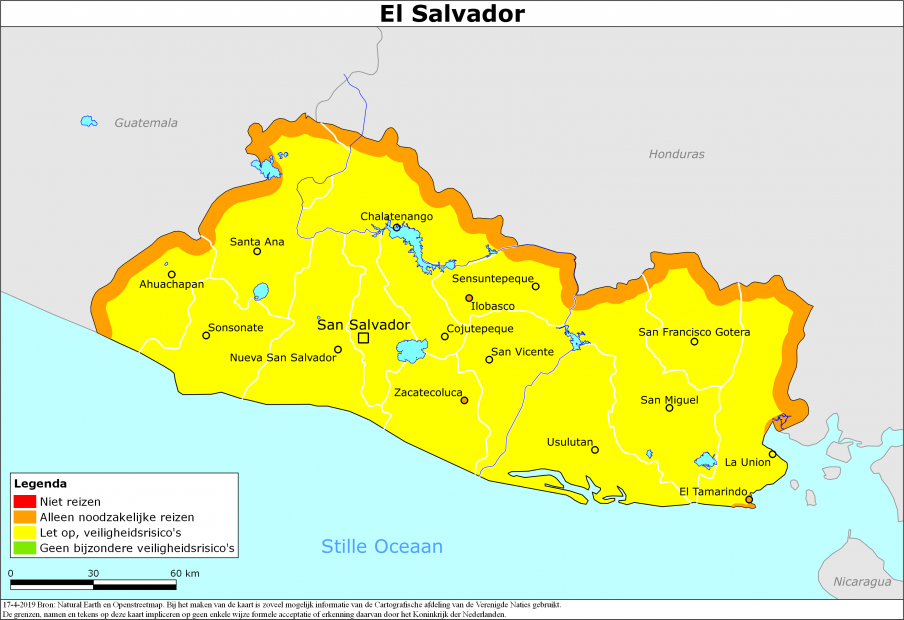 El Salvador
Guatemala
Honduras
Chalatenango
Santa Ana
Sensuntepeque
Ahuachapan
Ilobasco
San Salvador
Sonsonate
Cojutepeque
San Francisco Gotera
San Vicente
Nueva San Salvador
Zacatecoluca
San Miguel
Usulutan
La Union
El Tamarindo
Legenda
Niet reizen
Alleen noodzakelijke reizen
Let op, veiligheidsrisico's
Geen bijzondere veiligheidsrisico's
Stille Oceaan
0 30 60 km
Nicaragua
17-4-2019 Bron: Natural Earth en Openstreetmap. Bij het maken van de kaart is zoveel mogelijk informatie van de Cartografische afdeling van de Verenigde Naties gebruikt.
De grenzen, namen en tekens op deze kaart impliceren op geen enkele wijze formele acceptatie of erkenning daarvan door het Koninkrijk der Nederlanden.